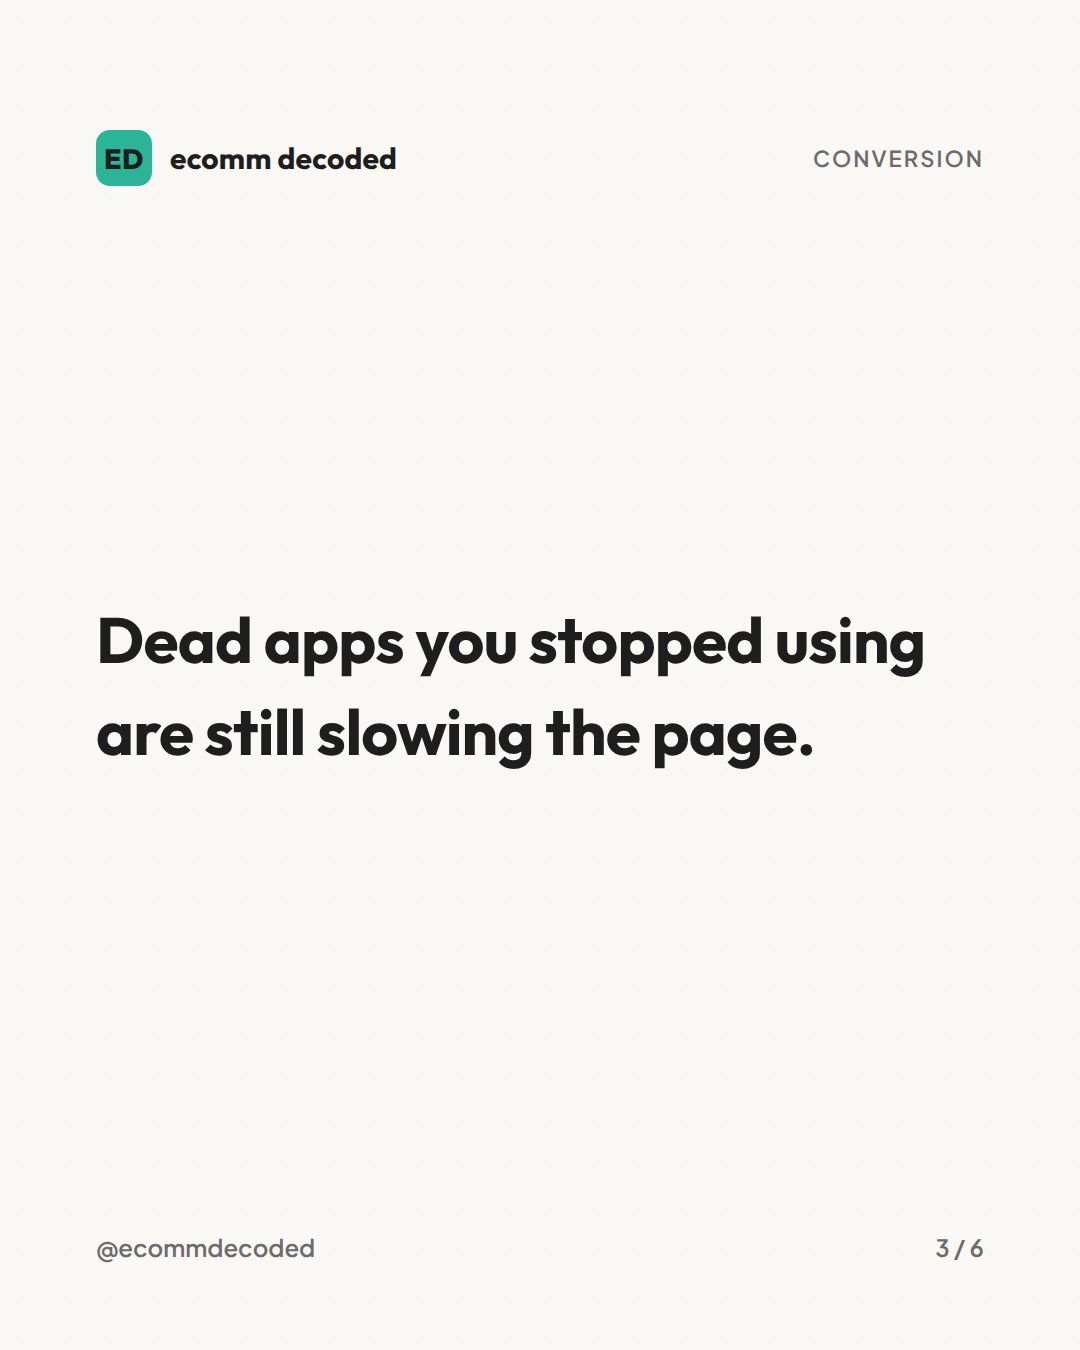 ED ecomm decoded
CONVERSION
Dead apps you stopped using
are still slowing the page.
@ecommdecoded
3 / 6